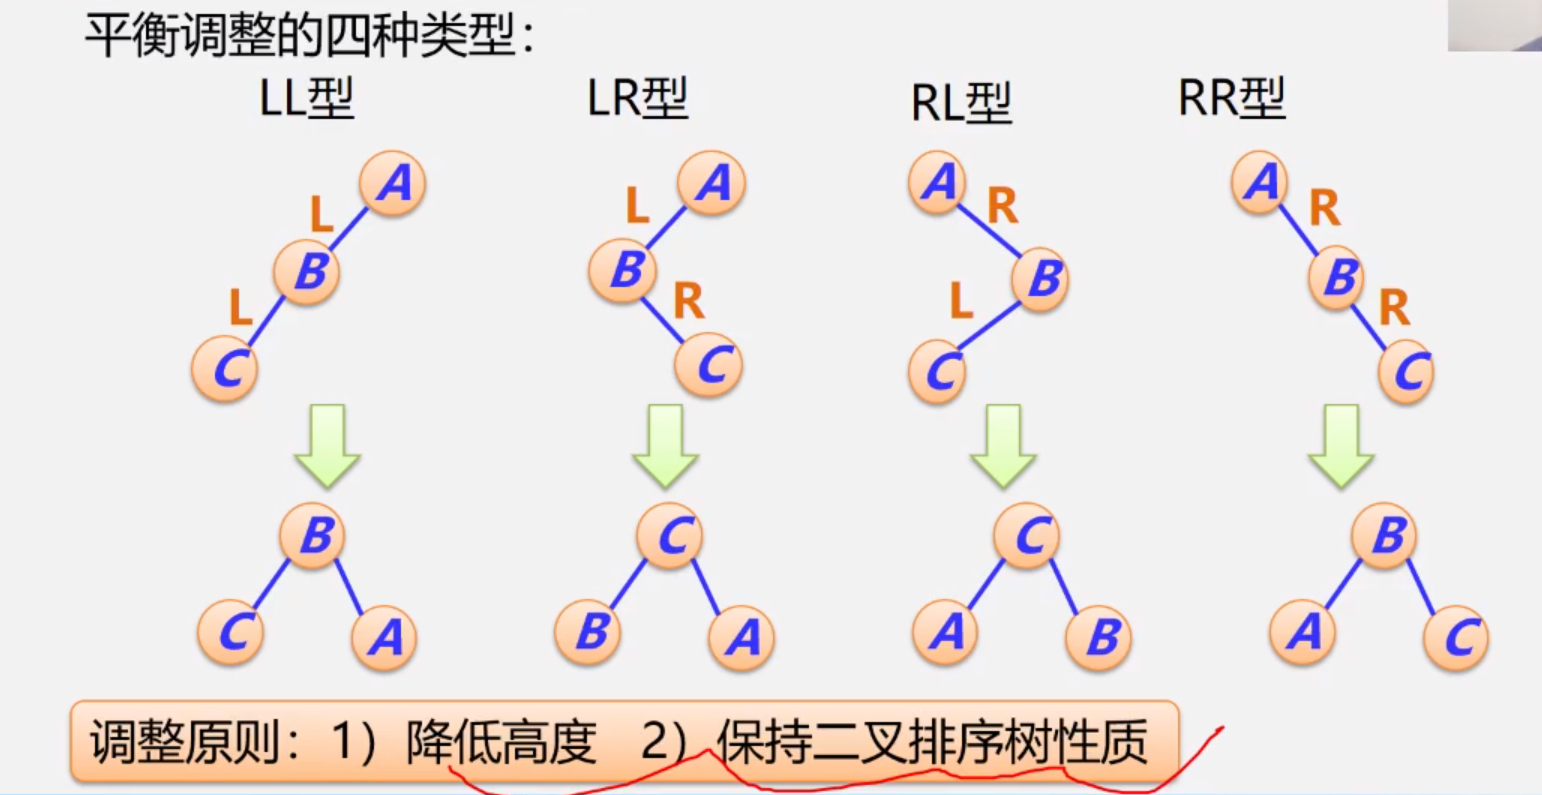 平衡调整的四种类型：
LL型 LR型 RL型 RR型
A A A A
L L R R
B B B B
L R L R
C C C C
B C C B
C A B A A B A C
调整原则：1）降低高度 2）保持二叉排序树性质